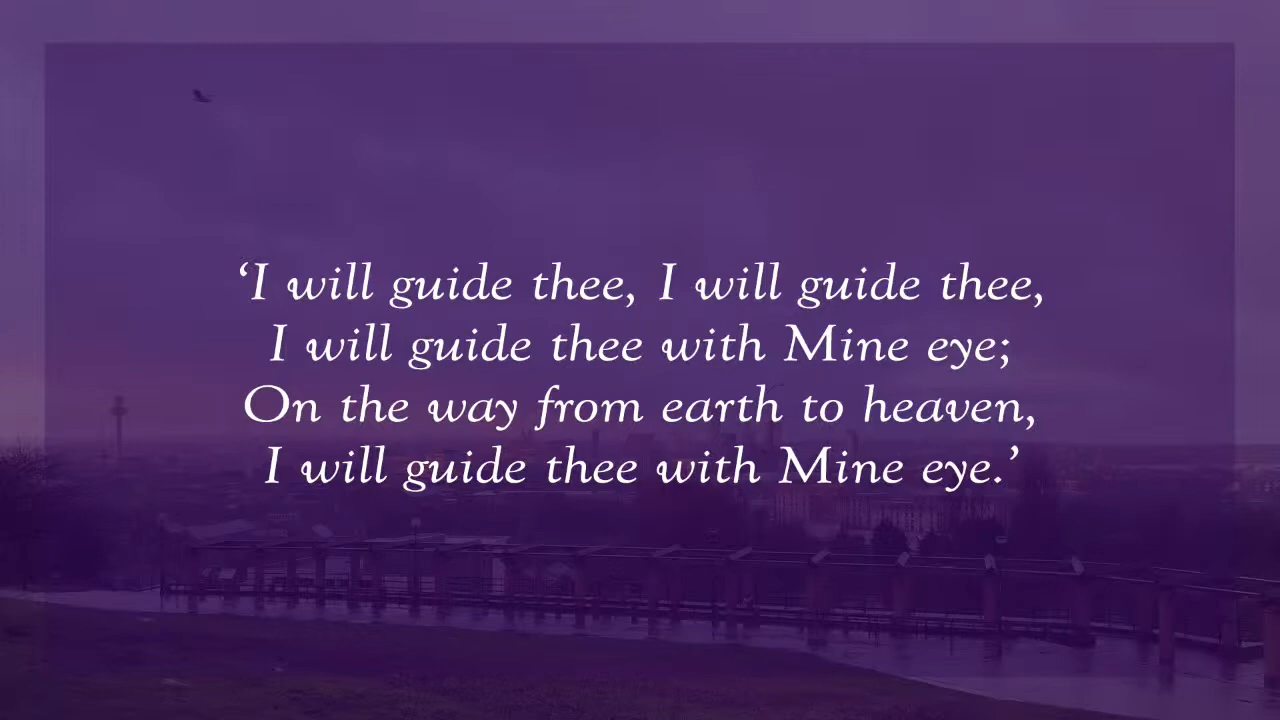 ‘I will guide thee, I will guide thee,
I will guide thee with Mine eye;
On the way from earth to heaven,
I will guide thee with Mine eye.’